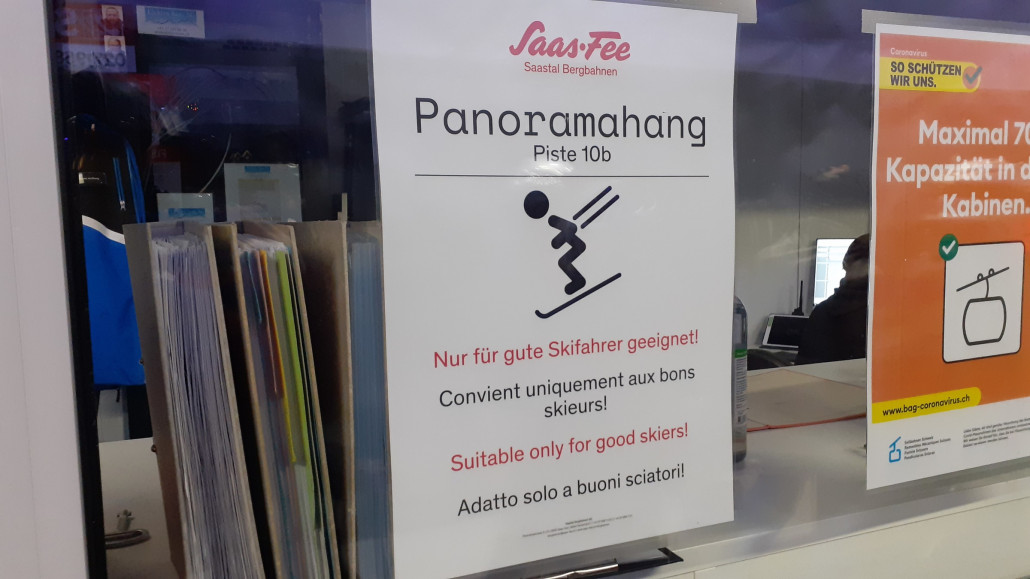 Saas-Fee
Saastal Bergbahnen
Panoramahang
Piste 10b
Nur für gute Skifahrer geeignet!
Convient uniquement aux bons
skieurs!
Suitable only for good skiers!
Adatto solo a buoni sciatori!
Coronavirus
SO SCHÜTZEN
WIR UNS.
Maximal 70
Kapazität in
Kabinen.
www.bag-coronavirus.ch